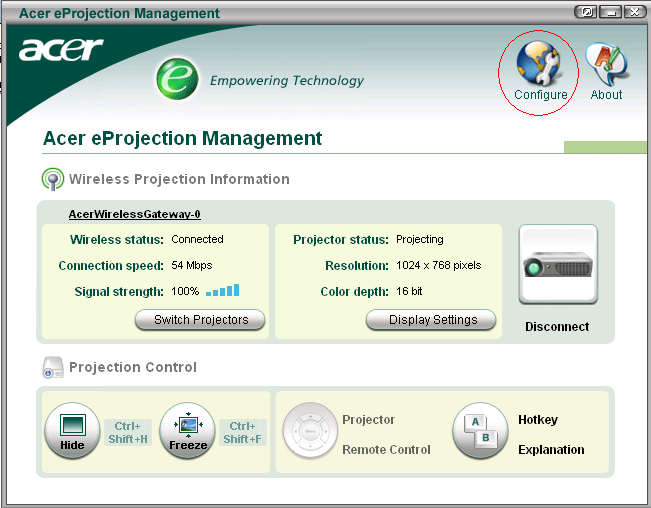 Acer eProjection Management
acer
e Empowering Technology
Configure
About
Acer eProjection Management
Wireless Projection Information
AcerWirelessGateway-0
Wireless status: Connected
Connection speed: 54 Mbps
Signal strength: 100%
Switch Projectors
Projector status: Projecting
Resolution: 1024 x 768 pixels
Color depth: 16 bit
Display Settings
Disconnect
Projection Control
Hide
Ctrl+
Shift+H
Freeze
Ctrl+
Shift+F
Projector
Remote Control
A
B
Hotkey
Explanation